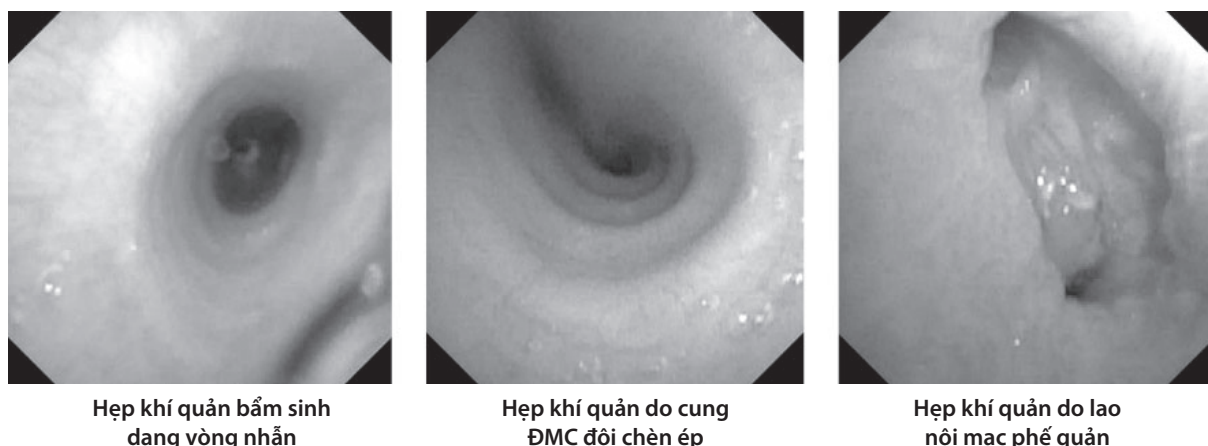 Hẹp khí quản bẩm sinh
dạng vòng nhẫn
Hẹp khí quản do cung
ĐMC đôi chèn ép
Hẹp khí quản do lao
nội mạc phế quản